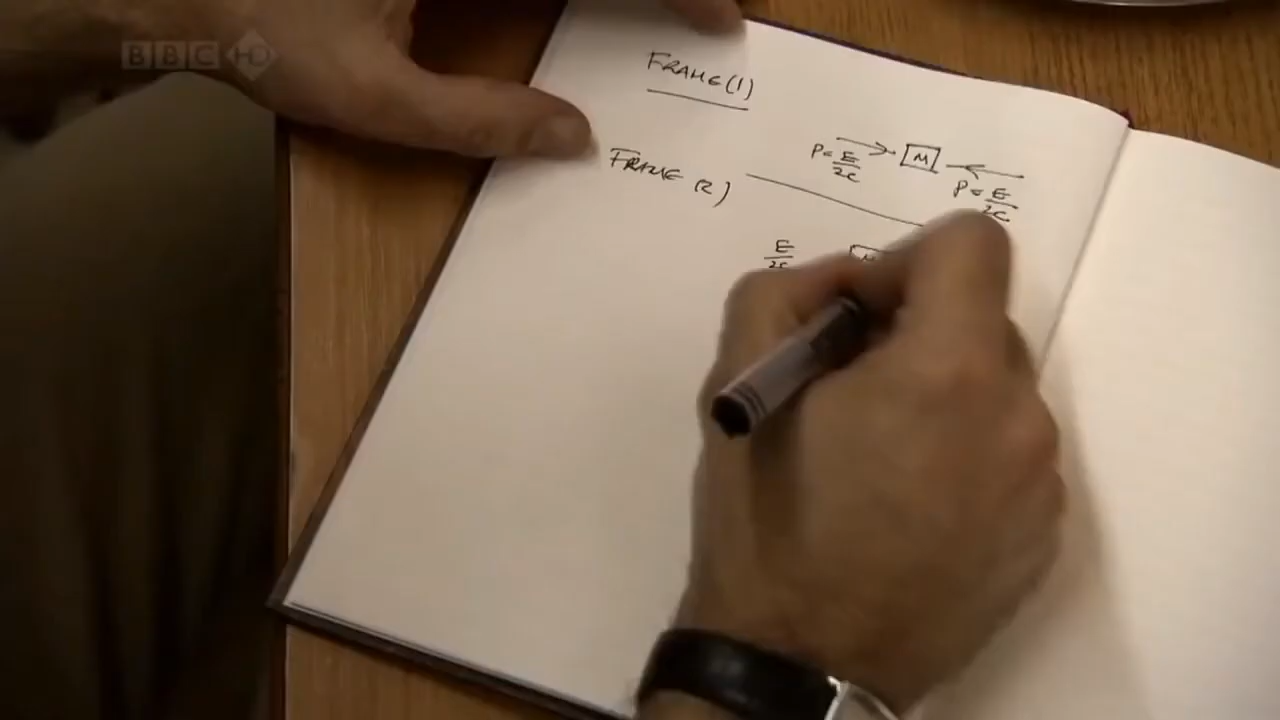 BBC HD
FRAME (1)
P = E/2c → M ←
P = E/2c
FRAME (2)
E/2c M